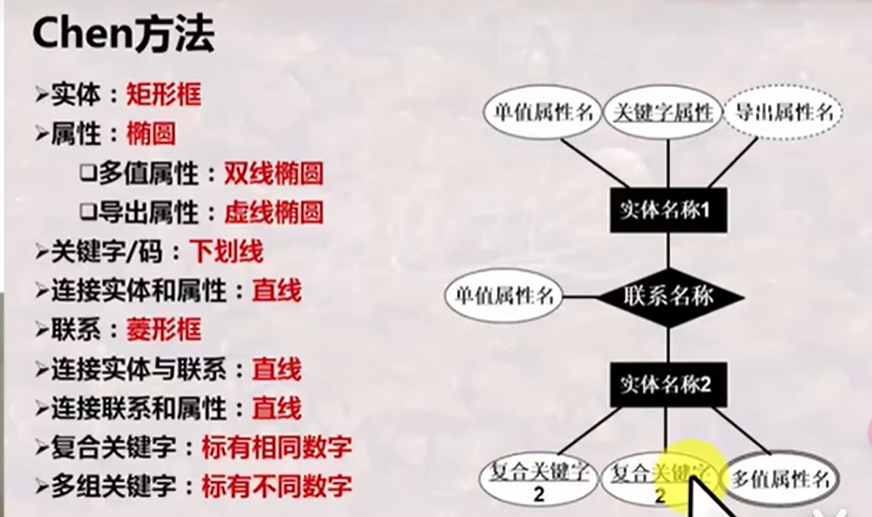 Chen方法
➢实体：矩形框
➢属性：椭圆
❑多值属性：双线椭圆
❑导出属性：虚线椭圆
➢关键字/码：下划线
➢连接实体和属性：直线
➢联系：菱形框
➢连接实体与联系：直线
➢连接联系和属性：直线
➢复合关键字：标有相同数字
➢多组关键字：标有不同数字
单值属性名
关键字属性
导出属性名
实体名称1
单值属性名
联系名称
实体名称2
复合关键字
2
复合关键字
2
多值属性名